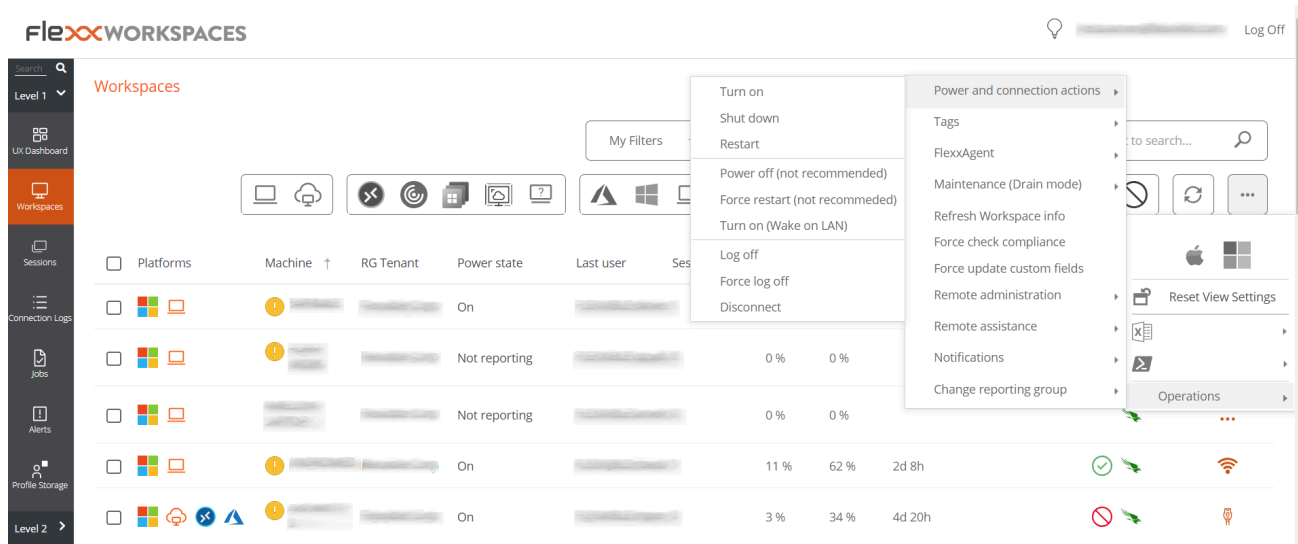 FlexxWORKSPACES
Log Off
Search
Level 1
UX Dashboard
Workspaces
Sessions
Connection Logs
Jobs
Alerts
Profile Storage
Level 2
Workspaces
My Filters
to search...
Turn on
Shut down
Restart
Power off (not recommended)
Force restart (not recommeded)
Turn on (Wake on LAN)
Log off
Force log off
Disconnect
Power and connection actions
Tags
FlexxAgent
Maintenance (Drain mode)
Refresh Workspace info
Force check compliance
Force update custom fields
Remote administration
Remote assistance
Notifications
Change reporting group
Reset View Settings
Operations
Platforms Machine ↑ RG Tenant Power state Last user Ses
On
Not reporting 0 % 0 %
Not reporting 0 % 0 %
On 11 % 62 % 2d 8h
On 3 % 34 % 4d 20h